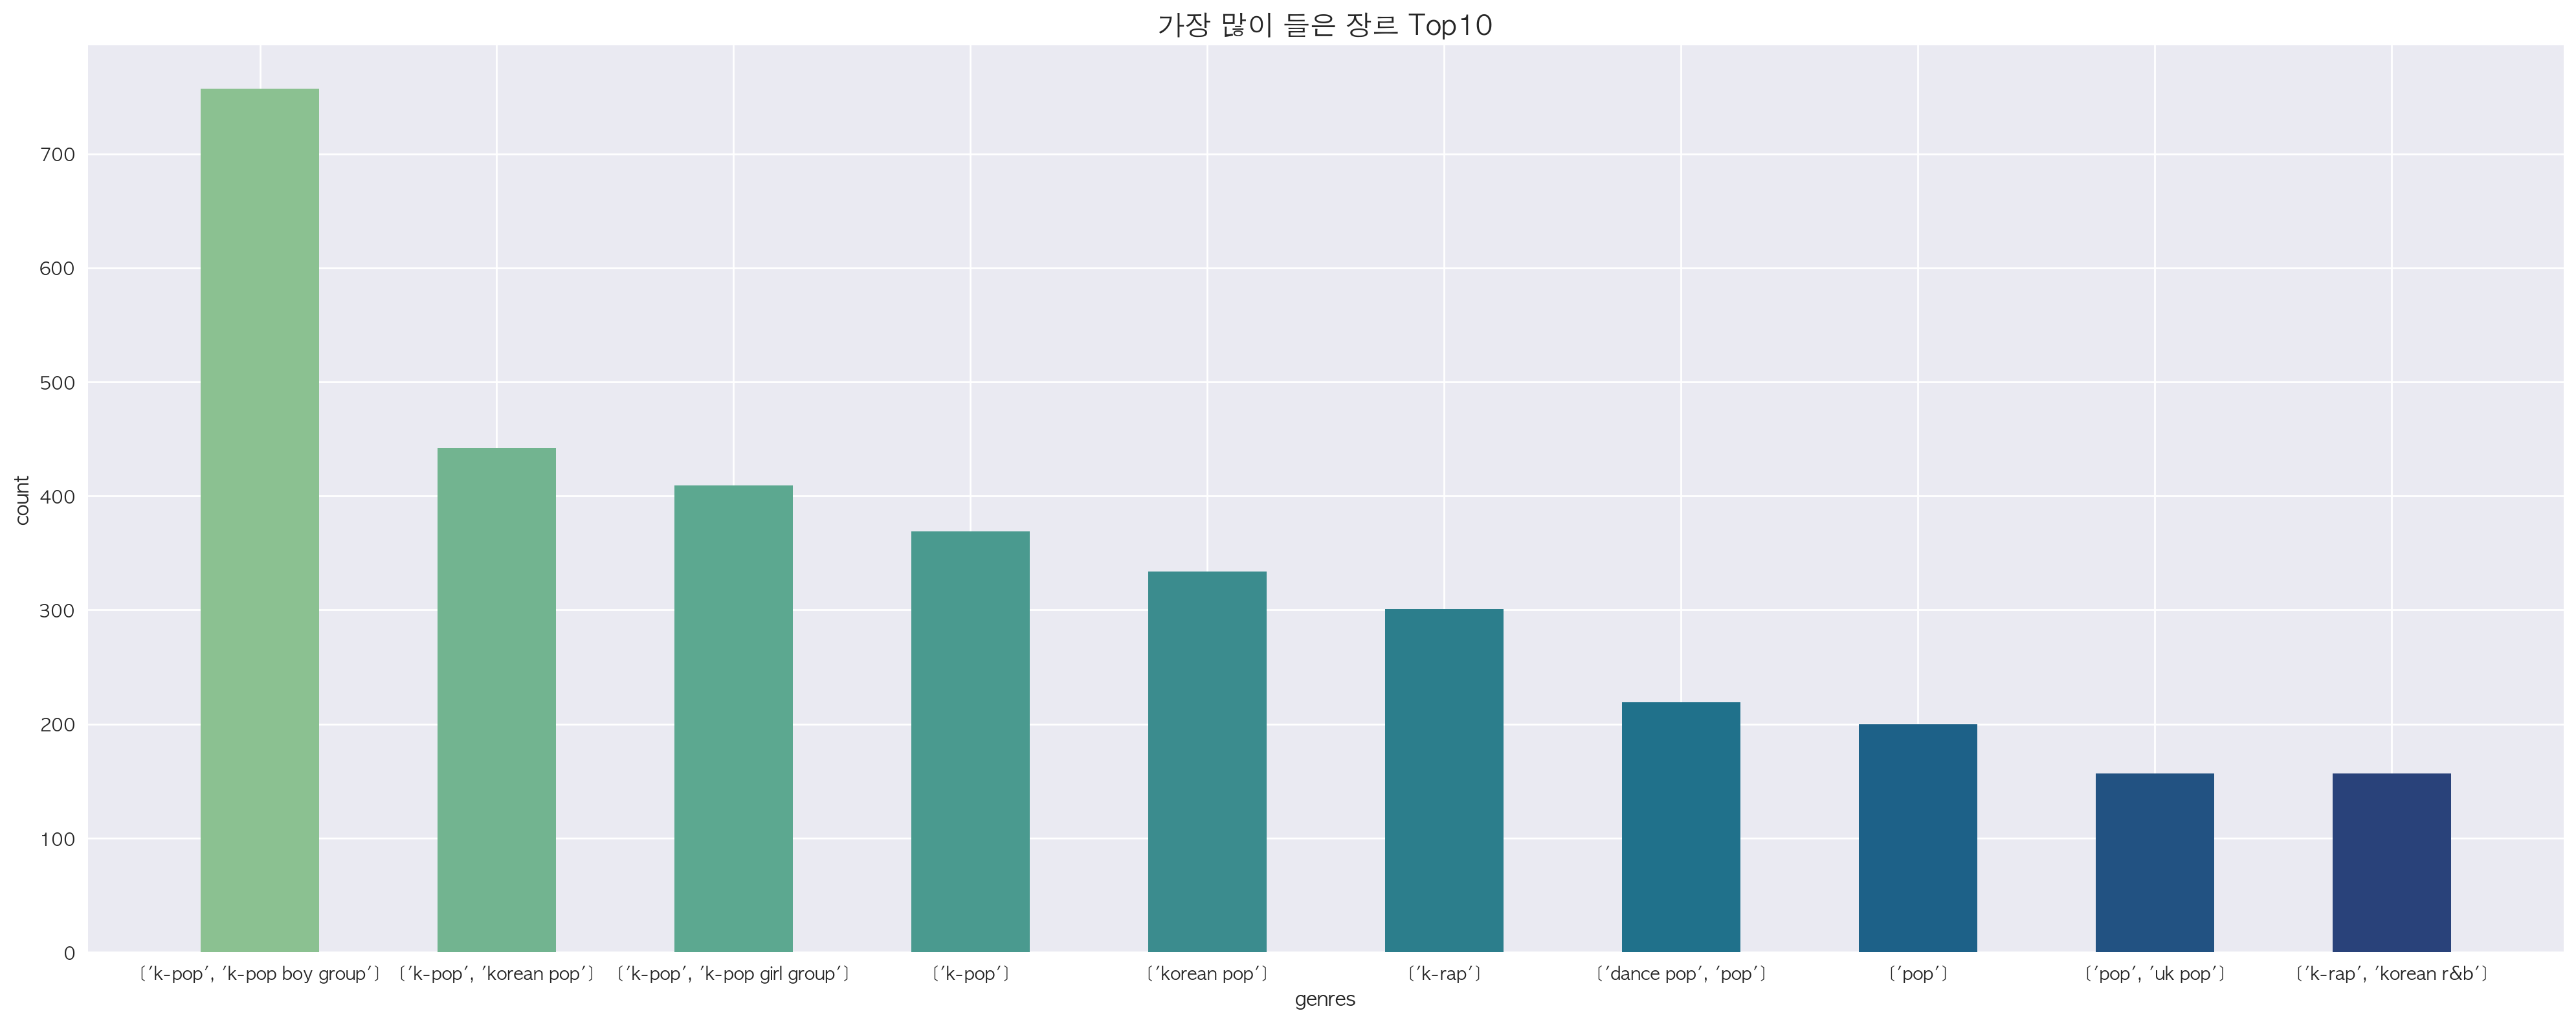 가장 많이 들은 장르 Top10
count
700
600
500
400
300
200
100
0
['k-pop', 'k-pop boy group'] ['k-pop', 'korean pop'] ['k-pop', 'k-pop girl group'] ['k-pop'] ['korean pop'] ['k-rap'] ['dance pop', 'pop'] ['pop'] ['pop', 'uk pop'] ['k-rap', 'korean r&b']
genres